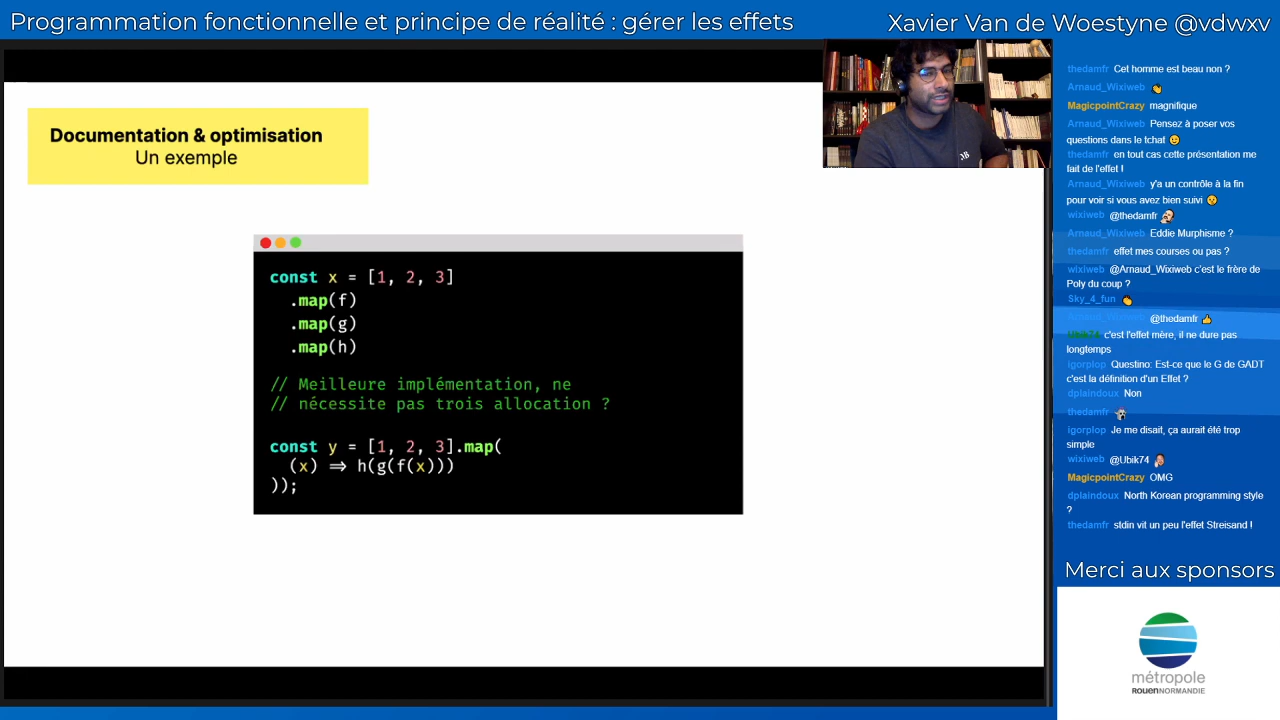 Programmation fonctionnelle et principe de réalité : gérer les effets
Xavier Van de Woestyne @vdwxv
Documentation & optimisation
Un exemple
const x = [1, 2, 3]
.map(f)
.map(g)
.map(h)
// Meilleure implémentation, ne
// nécessite pas trois allocation ?
const y = [1, 2, 3].map(
(x) => h(g(f(x)))
));
thedamfr Cet homme est beau non ?
Arnaud_Wixiweb 👏
MagicpointCrazy magnifique
Arnaud_Wixiweb Pensez à poser vos
questions dans le tchat 😉
thedamfr en tout cas cette présentation me
fait de l'effet !
Arnaud_Wixiweb y'a un contrôle à la fin
pour voir si vous avez bien suivi
wixiweb @thedamfr
Arnaud_Wixiweb Eddie Murphisme ?
thedamfr effet mes courses ou pas ?
wixiweb @Arnaud_Wixiweb c'est le frère de
Poly du coup ?
Sky_4_fun 👏
Arnaud_Wixiweb @thedamfr 👍
Ubik74 c'est l'effet mère, il ne dure pas
longtemps
igorplop Questino: Est-ce que le G de GADT
c'est la définition d'un Effet ?
dplaindoux Non
thedamfr
igorplop Je me disait, ça aurait été trop
simple
wixiweb @Ubik74
MagicpointCrazy OMG
dplaindoux North Korean programming style
?
thedamfr stdin vit un peu l'effet Streisand !
Merci aux sponsors
métropole
ROUENNORMANDIE